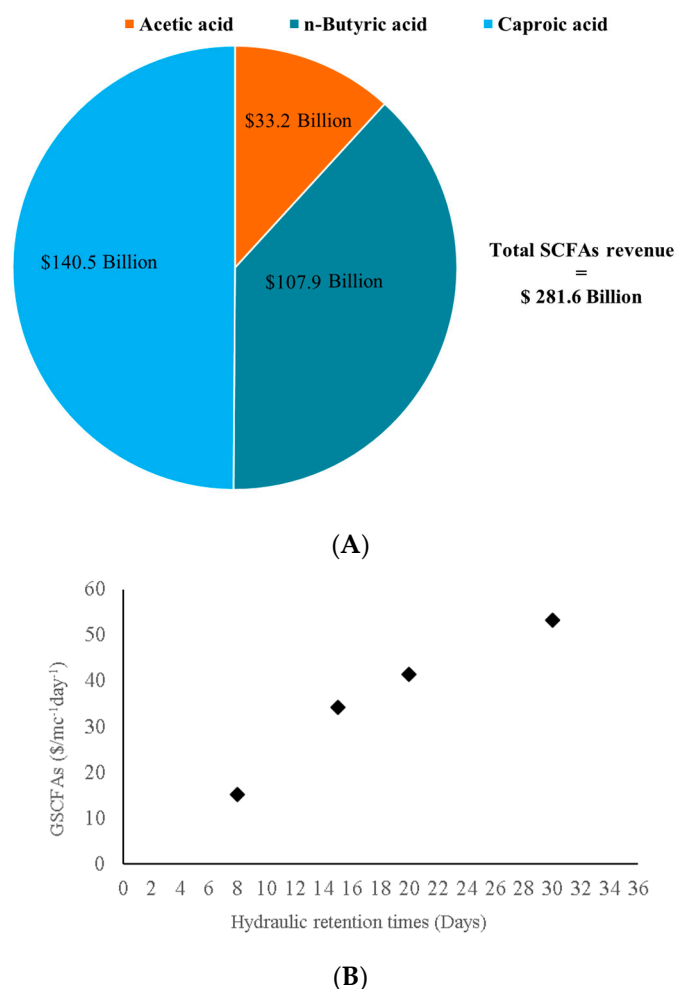 Acetic acid n-Butyric acid Caproic acid
$33.2 Billion
$140.5 Billion
$107.9 Billion
Total SCFAs revenue
=
$ 281.6 Billion
(A)
60
50
40
30
20
10
0
GSCFAs ($/mc-1day-1)
0 2 4 6 8 10 12 14 16 18 20 22 24 26 28 30 32 34 36
Hydraulic retention times (Days)
(B)